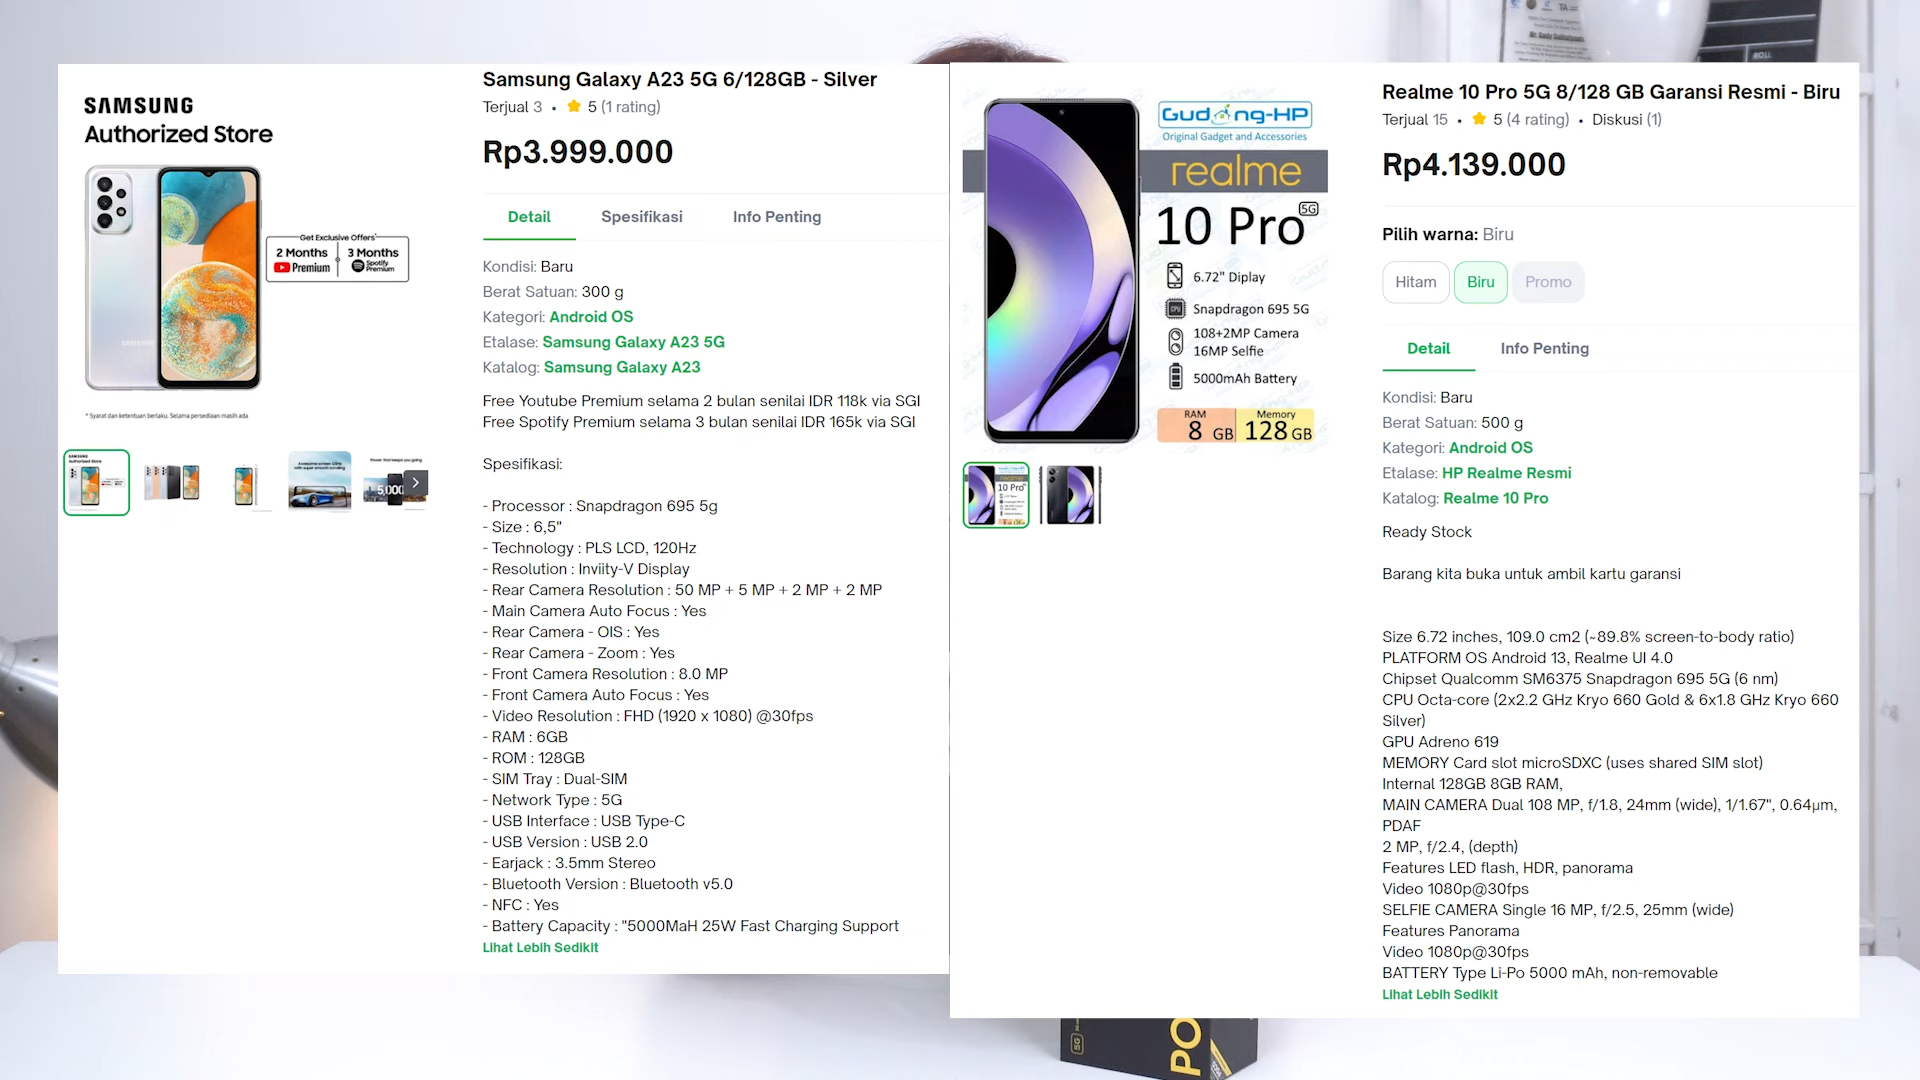 SAMSUNG
Authorized Store
Get Exclusive Offers*
2 Months
Premium
3 Months
Spotify Premium
SAMSUNG
* Syarat dan ketentuan berlaku. Selama persediaan masih ada
Samsung Galaxy A23 5G 6/128GB - Silver
Terjual 3 • 5 (1 rating)
Rp3.999.000
Detail Spesifikasi Info Penting
Kondisi: Baru
Berat Satuan: 300 g
Kategori: Android OS
Etalase: Samsung Galaxy A23 5G
Katalog: Samsung Galaxy A23
Free Youtube Premium selama 2 bulan senilai IDR 118k via SGI
Free Spotify Premium selama 3 bulan senilai IDR 165k via SGI
Spesifikasi:
- Processor : Snapdragon 695 5g
- Size : 6,5"
- Technology : PLS LCD, 120Hz
- Resolution : Inviity-V Display
- Rear Camera Resolution : 50 MP + 5 MP + 2 MP + 2 MP
- Main Camera Auto Focus : Yes
- Rear Camera - OIS : Yes
- Rear Camera - Zoom : Yes
- Front Camera Resolution : 8.0 MP
- Front Camera Auto Focus : Yes
- Video Resolution : FHD (1920 x 1080) @30fps
- RAM : 6GB
- ROM : 128GB
- SIM Tray : Dual-SIM
- Network Type : 5G
- USB Interface : USB Type-C
- USB Version : USB 2.0
- Earjack : 3.5mm Stereo
- Bluetooth Version : Bluetooth v5.0
- NFC : Yes
- Battery Capacity : "5000MaH 25W Fast Charging Support
Lihat Lebih Sedikit
Gudang-HP
Original Gadget and Accessories
realme
10 Pro 5G
6.72" Diplay
Snapdragon 695 5G
108+2MP Camera
16MP Selfie
5000mAh Battery
RAM
8 GB
Memory
128 GB
Realme 10 Pro 5G 8/128 GB Garansi Resmi - Biru
Terjual 15 • 5 (4 rating) • Diskusi (1)
Rp4.139.000
Pilih warna: Biru
Hitam Biru Promo
Detail Info Penting
Kondisi: Baru
Berat Satuan: 500 g
Kategori: Android OS
Etalase: HP Realme Resmi
Katalog: Realme 10 Pro
Ready Stock
Barang kita buka untuk ambil kartu garansi
Size 6.72 inches, 109.0 cm2 (~89.8% screen-to-body ratio)
PLATFORM OS Android 13, Realme UI 4.0
Chipset Qualcomm SM6375 Snapdragon 695 5G (6 nm)
CPU Octa-core (2x2.2 GHz Kryo 660 Gold & 6x1.8 GHz Kryo 660
Silver)
GPU Adreno 619
MEMORY Card slot microSDXC (uses shared SIM slot)
Internal 128GB 8GB RAM,
MAIN CAMERA Dual 108 MP, f/1.8, 24mm (wide), 1/1.67", 0.64µm,
PDAF
2 MP, f/2.4, (depth)
Features LED flash, HDR, panorama
Video 1080p@30fps
SELFIE CAMERA Single 16 MP, f/2.5, 25mm (wide)
Features Panorama
Video 1080p@30fps
BATTERY Type Li-Po 5000 mAh, non-removable
Lihat Lebih Sedikit
5G
PO